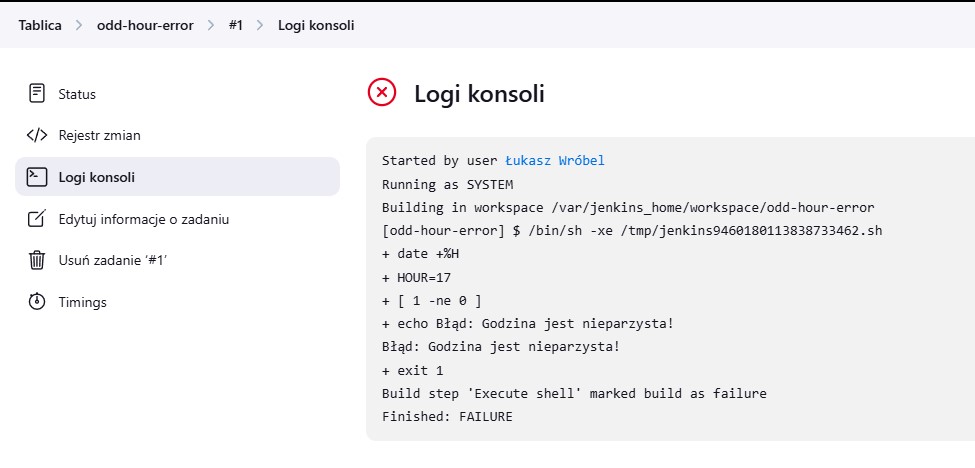 Tablica > odd-hour-error > #1 > Logi konsoli
Status
Rejestr zmian
Logi konsoli
Edytuj informacje o zadaniu
Usuń zadanie ‘#1’
Timings
Logi konsoli
Started by user Łukasz Wróbel
Running as SYSTEM
Building in workspace /var/jenkins_home/workspace/odd-hour-error
[odd-hour-error] $ /bin/sh -xe /tmp/jenkins9460180113838733462.sh
+ date +%H
+ HOUR=17
+ [ 1 -ne 0 ]
+ echo Błąd: Godzina jest nieparzysta!
Błąd: Godzina jest nieparzysta!
+ exit 1
Build step 'Execute shell' marked build as failure
Finished: FAILURE